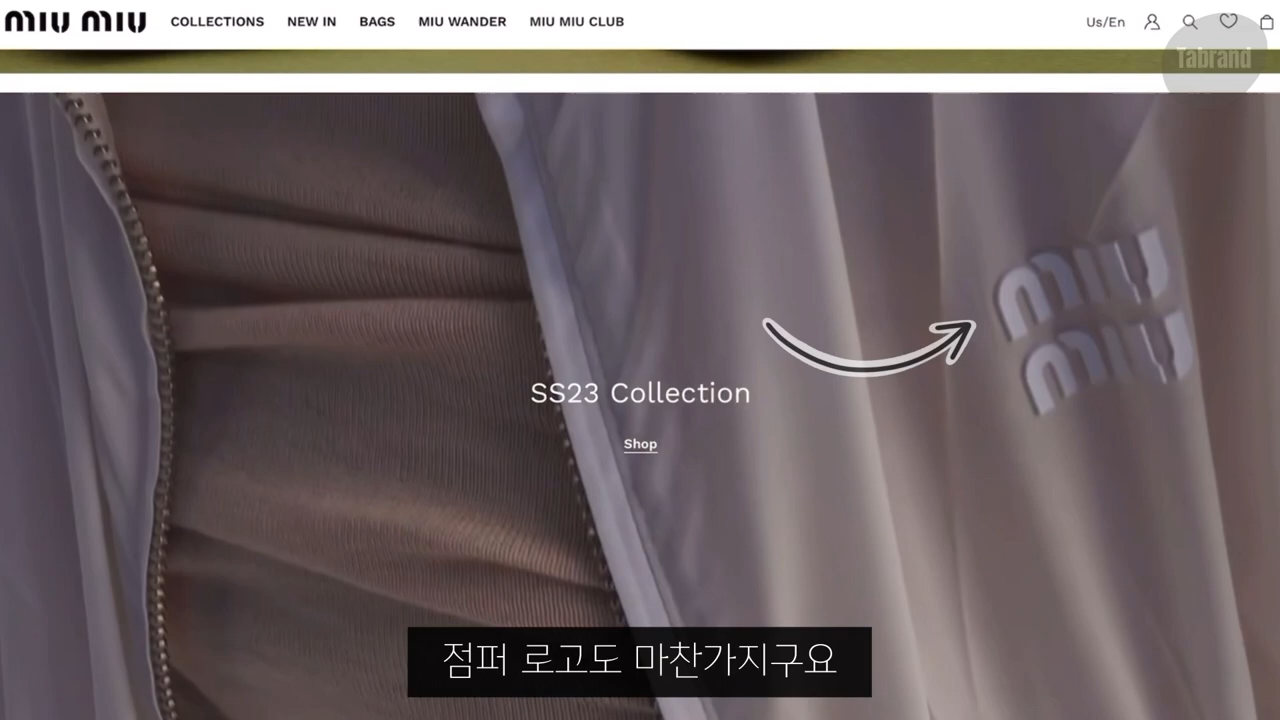 MIU MIU COLLECTIONS NEW IN BAGS MIU WANDER MIU MIU CLUB Us/En
Tabrand
MIU
MIU
SS23 Collection
Shop
점퍼 로고도 마찬가지구요